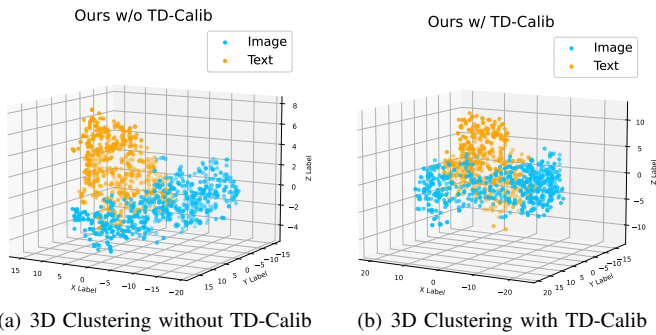 Ours w/o TD-Calib
Image
Text
8
6
4
2
0
−2
−4
Z Label
15
10
5
0
−5
−10
−15
−20
X Label
15
10
5
0
−5
−10
−15
Y Label
(a) 3D Clustering without TD-Calib
Ours w/ TD-Calib
Image
Text
10
5
0
−5
−10
Z Label
20
10
0
−10
−20
X Label
15
10
5
0
−5
−10
−15
Y Label
(b) 3D Clustering with TD-Calib